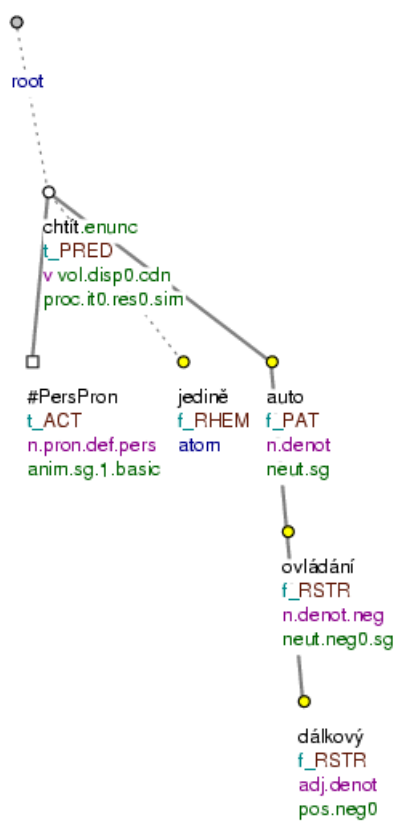 root
chtít.enunc
t_PRED
v vol.disp0.cdn
proc.it0.res0.sim
#PersPron
t_ACT
n.pron.def.pers
anim.sg.1.basic
jedině
f_RHEM
atom
auto
f_PAT
n.denot
neut.sg
ovládání
f_RSTR
n.denot.neg
neut.neg0.sg
dálkový
f_RSTR
adj.denot
pos.neg0